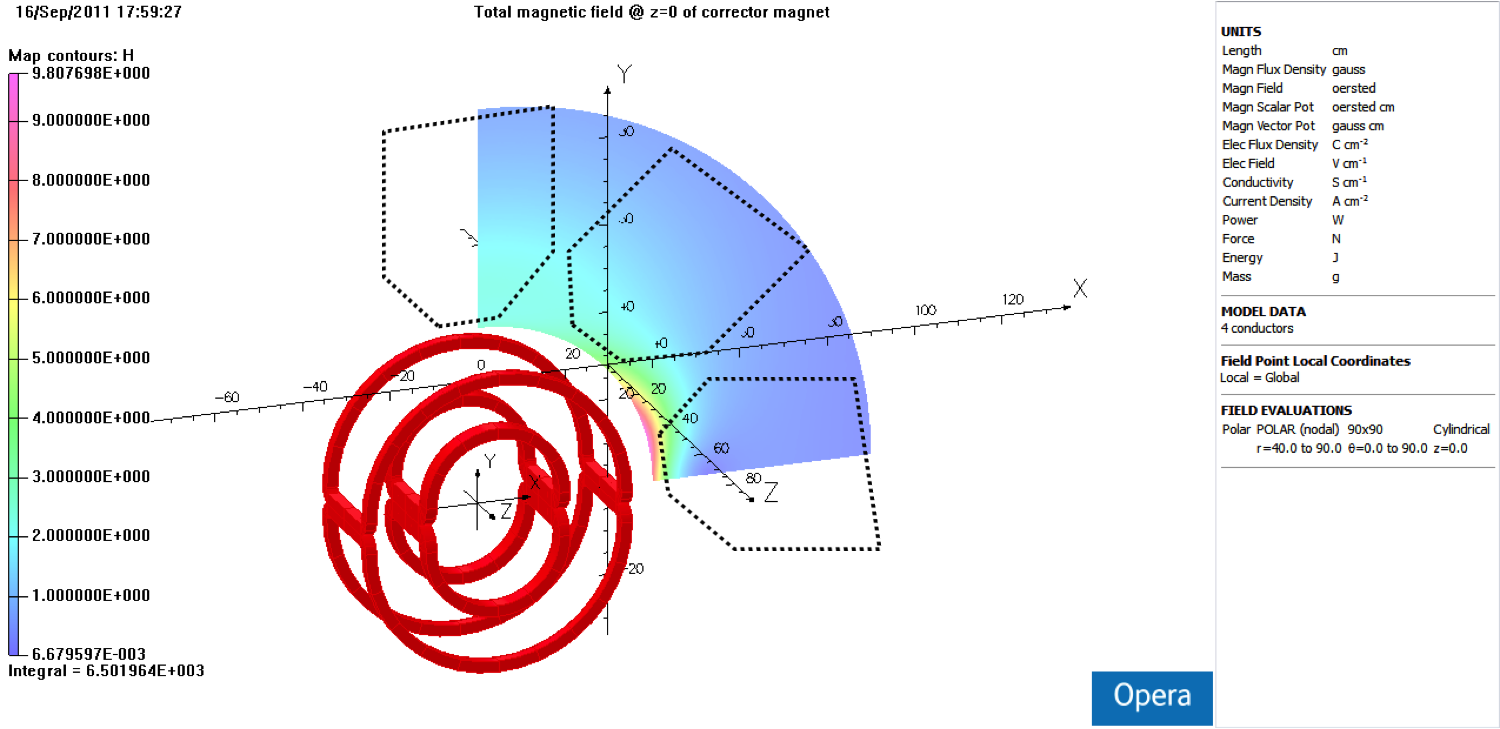 16/Sep/2011 17:59:27
Total magnetic field @ z=0 of corrector magnet
Map contours: H
9.807698E+000
9.000000E+000
8.000000E+000
7.000000E+000
6.000000E+000
5.000000E+000
4.000000E+000
3.000000E+000
2.000000E+000
1.000000E+000
6.679597E-003
Integral = 6.501964E+003
Y
X
120
100
20
0
-20
-40
-60
20
20
40
60
80
Z
Y
X
Z
-20
Opera
UNITS
Length cm
Magn Flux Density gauss
Magn Field oersted
Magn Scalar Pot oersted cm
Magn Vector Pot gauss cm
Elec Flux Density C cm-2
Elec Field V cm-1
Conductivity S cm-1
Current Density A cm-2
Power W
Force N
Energy J
Mass g
MODEL DATA
4 conductors
Field Point Local Coordinates
Local = Global
FIELD EVALUATIONS
Polar POLAR (nodal) 90x90 Cylindrical
r=40.0 to 90.0 θ=0.0 to 90.0 z=0.0